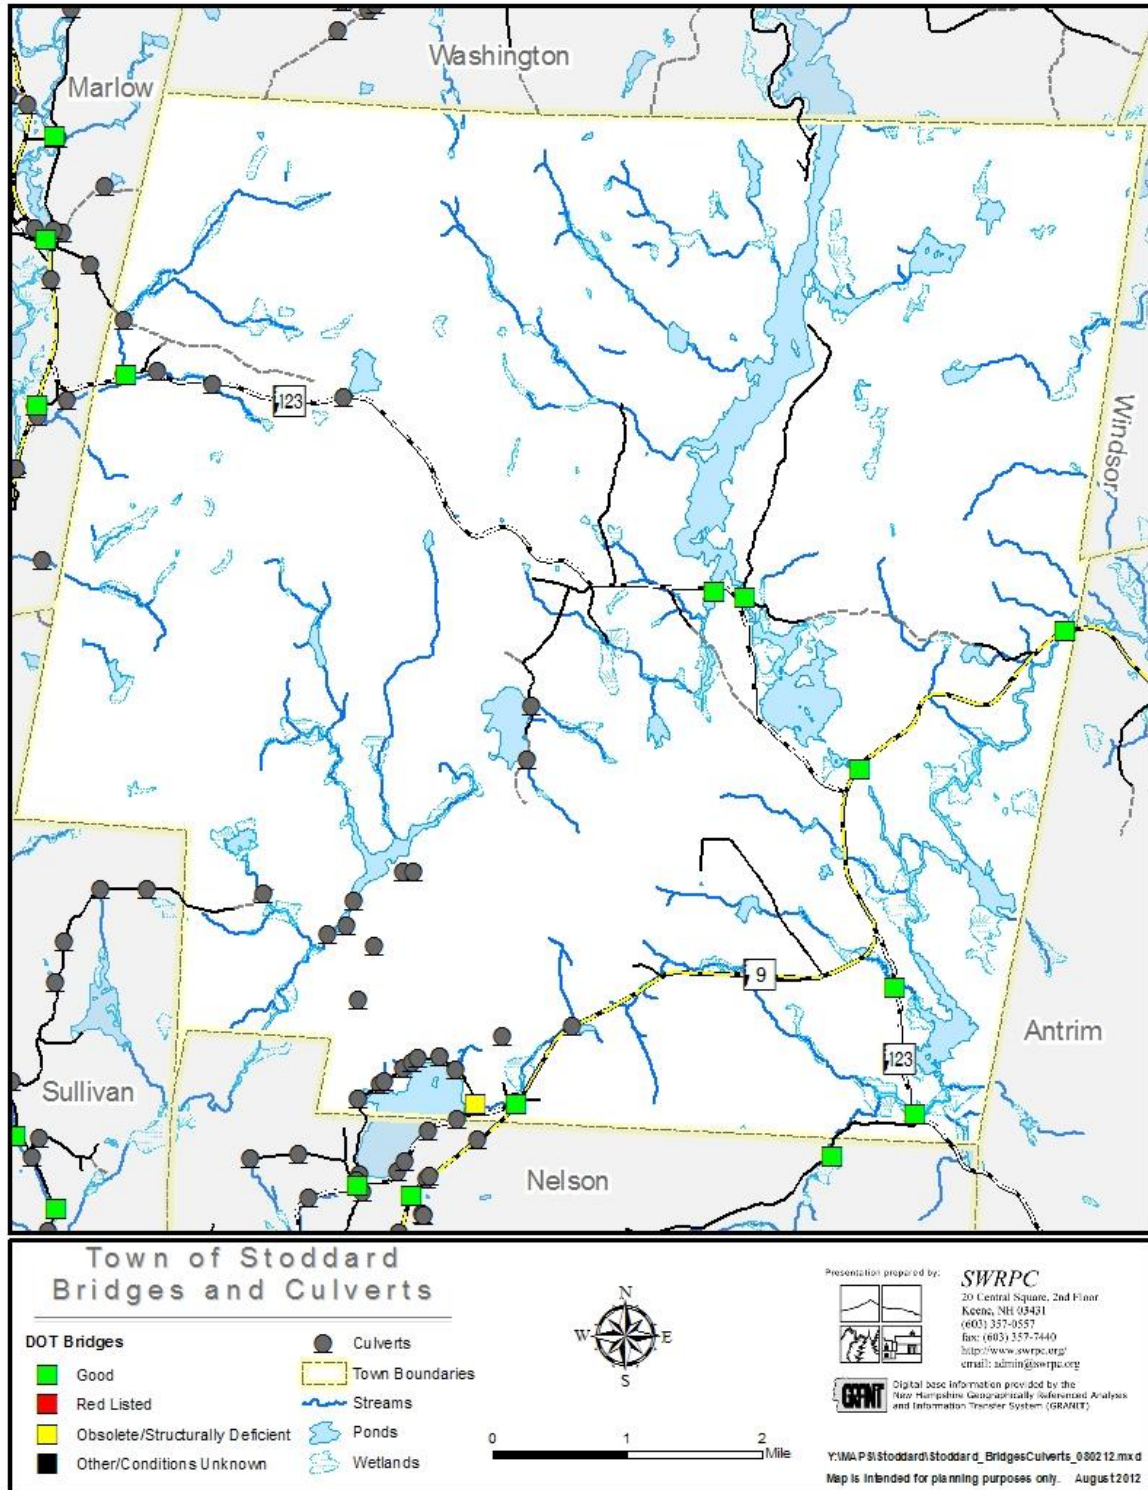 Washington
Marlow
123
Windsor
9
Antrim
123
Sullivan
Nelson
Town of Stoddard
Bridges and Culverts
DOT Bridges
Good
Red Listed
Obsolete/Structurally Deficient
Other/Conditions Unknown
Culverts
Town Boundaries
Streams
Ponds
Wetlands
N
W E
S
0 1 2
Mile
Presentation prepared by:
SWRPC
20 Central Square, 2nd Floor
Keene, NH 03431
(603) 357-0557
fax: (603) 357-7440
http://www.swrpc.org/
email: admin@swrpc.org
GRANIT
Digital base information provided by the
New Hampshire Geographically Referenced Analysis
and Information Transfer System (GRANIT)
Y:\MAPS\Stoddard\Stoddard_BridgesCulverts_080212.mxd
Map is intended for planning purposes only. August 2012